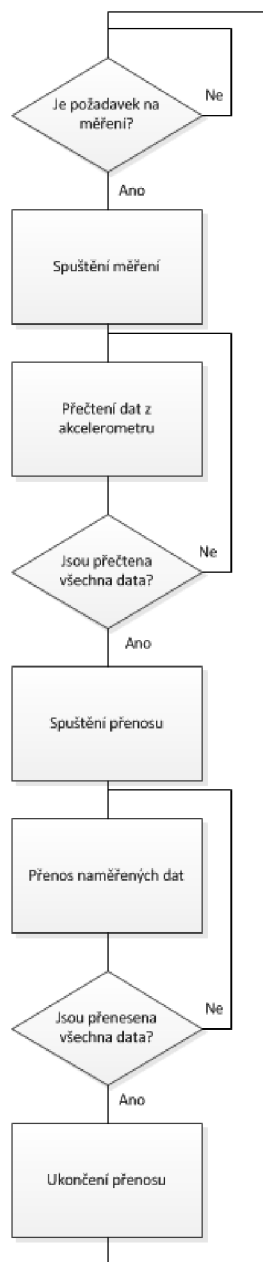 Je požadavek na
měření?
Ne
Ano
Spuštění měření
Přečtení dat z
akcelerometru
Jsou přečtena
všechna data?
Ne
Ano
Spuštění přenosu
Přenos naměřených dat
Jsou přenesena
všechna data?
Ne
Ano
Ukončení přenosu